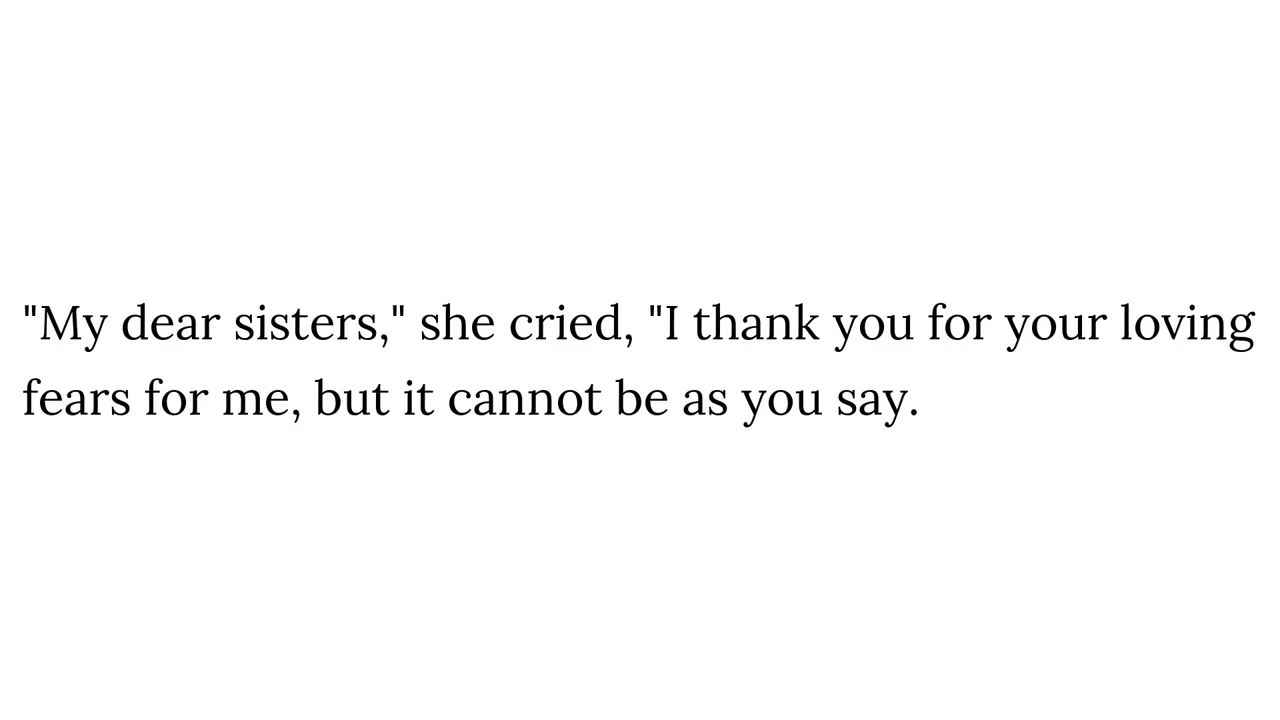 "My dear sisters," she cried, "I thank you for your loving
fears for me, but it cannot be as you say.